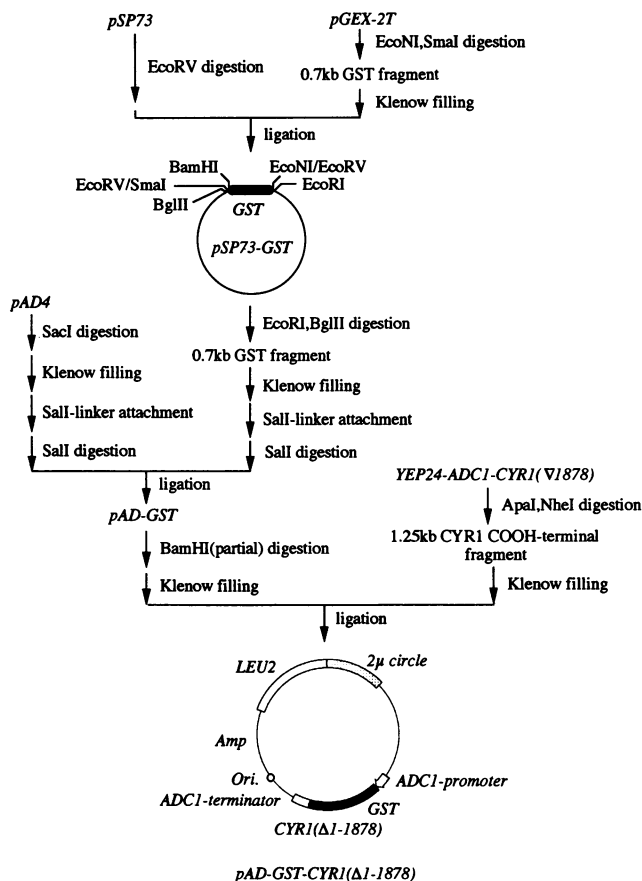 pSP73
pGEX-2T
EcoRV digestion
EcoNI,SmaI digestion
0.7kb GST fragment
Klenow filling
ligation
BamHI
EcoNI/EcoRV
EcoRV/SmaI
EcoRI
BglII
GST
pSP73-GST
pAD4
SacI digestion
Klenow filling
SalI-linker attachment
SalI digestion
EcoRI,BglII digestion
0.7kb GST fragment
Klenow filling
SalI-linker attachment
SalI digestion
ligation
pAD-GST
BamHI(partial) digestion
Klenow filling
YEP24-ADC1-CYR1(∇1878)
ApaI,NheI digestion
1.25kb CYR1 COOH-terminal
fragment
Klenow filling
ligation
LEU2
2μ circle
Amp
Ori.
ADC1-promoter
ADC1-terminator
GST
CYR1(Δ1-1878)
pAD-GST-CYR1(Δ1-1878)